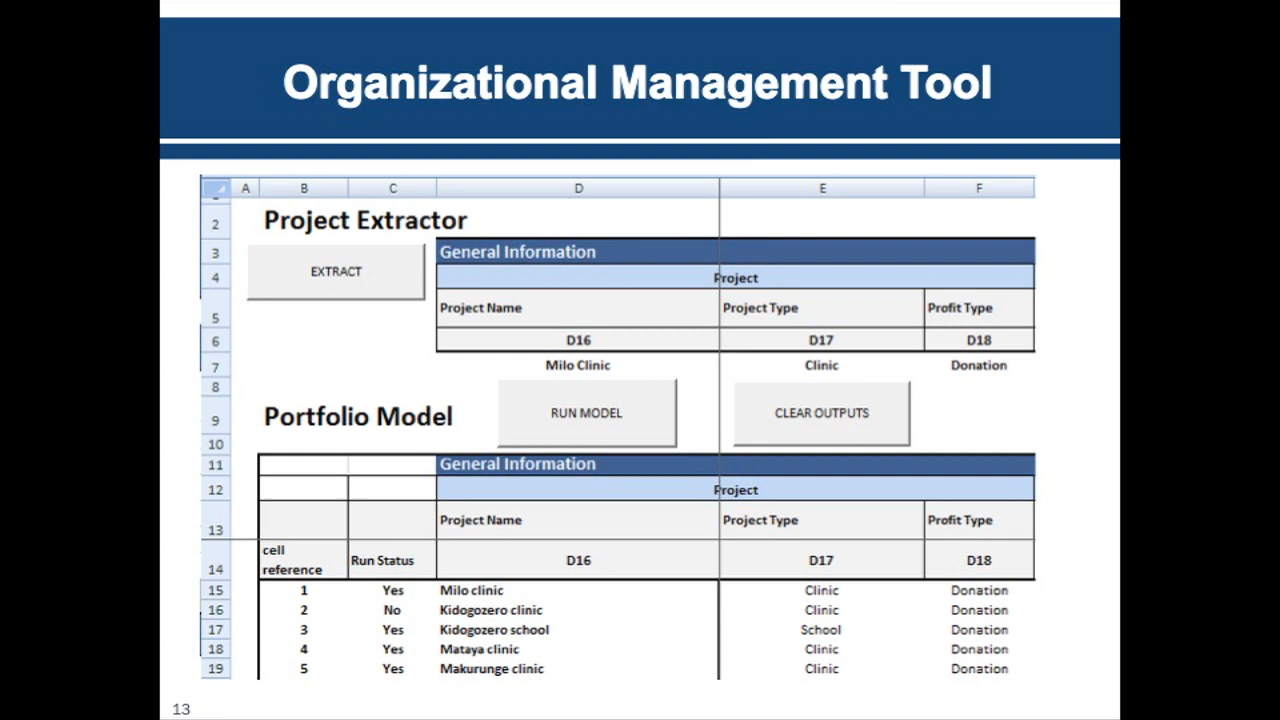 Organizational Management Tool
A B C D E F
2 Project Extractor
3 General Information
EXTRACT
4 Project
5 Project Name Project Type Profit Type
6 D16 D17 D18
7 Milo Clinic Clinic Donation
8
RUN MODEL CLEAR OUTPUTS
9 Portfolio Model
10
11 General Information
12 Project
13 Project Name Project Type Profit Type
14 cell reference Run Status D16 D17 D18
15 1 Yes Milo clinic Clinic Donation
16 2 No Kidogozero clinic Clinic Donation
17 3 Yes Kidogozero school School Donation
18 4 Yes Mataya clinic Clinic Donation
19 5 Yes Makurunge clinic Clinic Donation
13